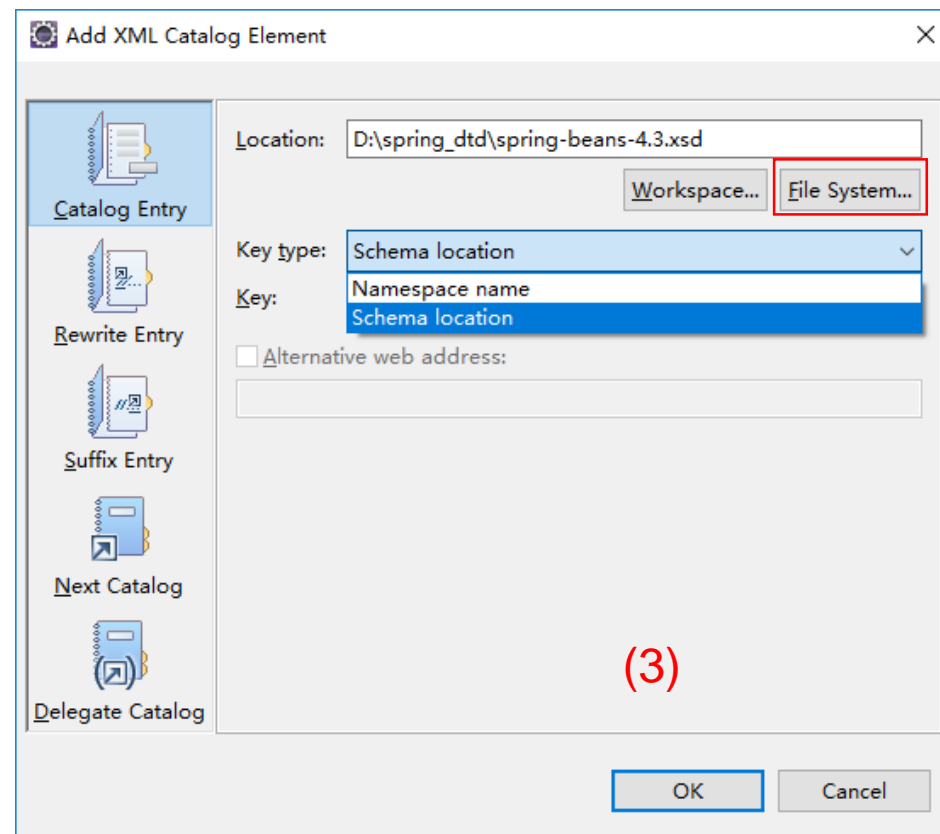 Add XML Catalog Element
Catalog Entry
Rewrite Entry
Suffix Entry
Next Catalog
Delegate Catalog
Location: D:\spring_dtd\spring-beans-4.3.xsd
Workspace... File System...
Key type: Schema location
Namespace name
Key:
Schema location
Alternative web address:
(3)
OK Cancel